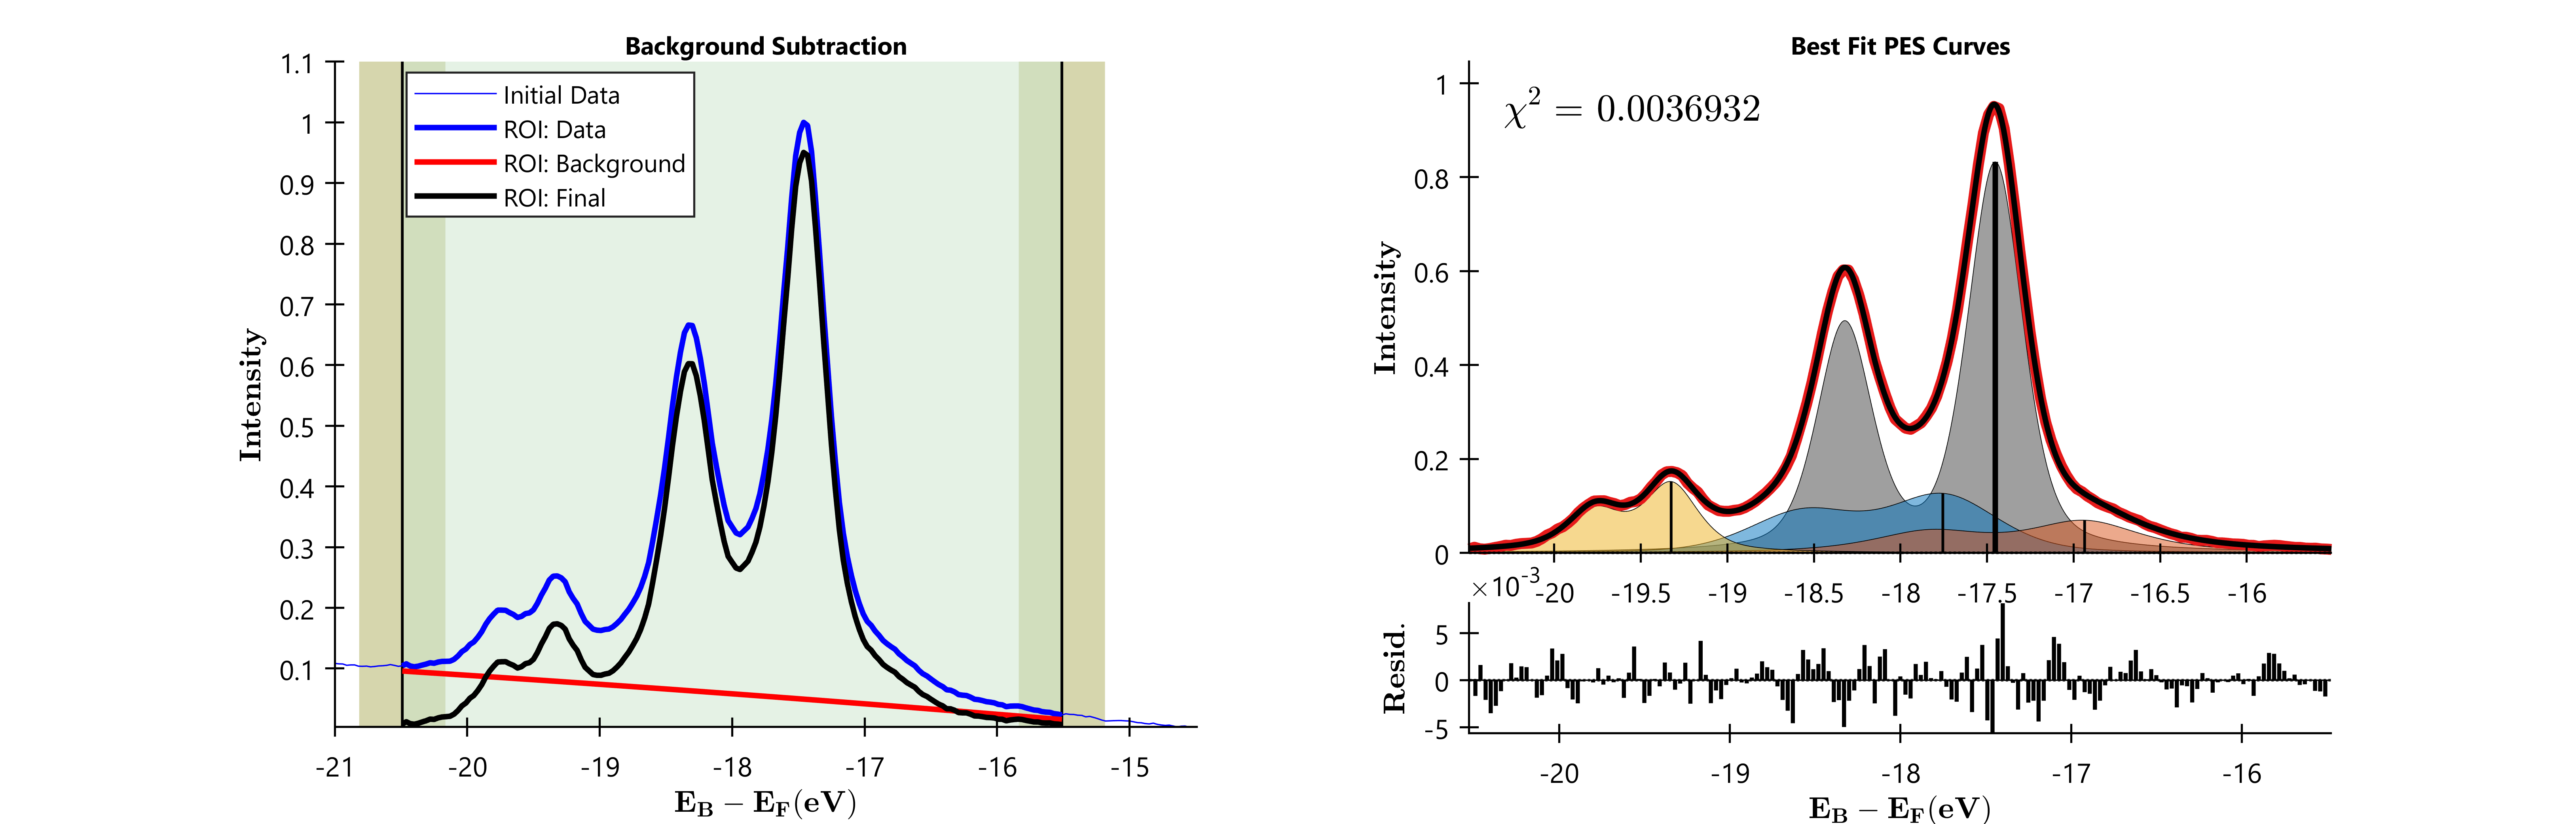 Background Subtraction
1.1
1
0.9
0.8
0.7
0.6
0.5
0.4
0.3
0.2
0.1
Intensity
Initial Data
ROI: Data
ROI: Background
ROI: Final
-21 -20 -19 -18 -17 -16 -15
E_B − E_F(eV)
Best Fit PES Curves
χ² = 0.0036932
1
0.8
0.6
0.4
0.2
0
Intensity
×10⁻³
-20 -19.5 -19 -18.5 -18 -17.5 -17 -16.5 -16
5
0
-5
Resid.
-20 -19 -18 -17 -16
E_B − E_F(eV)